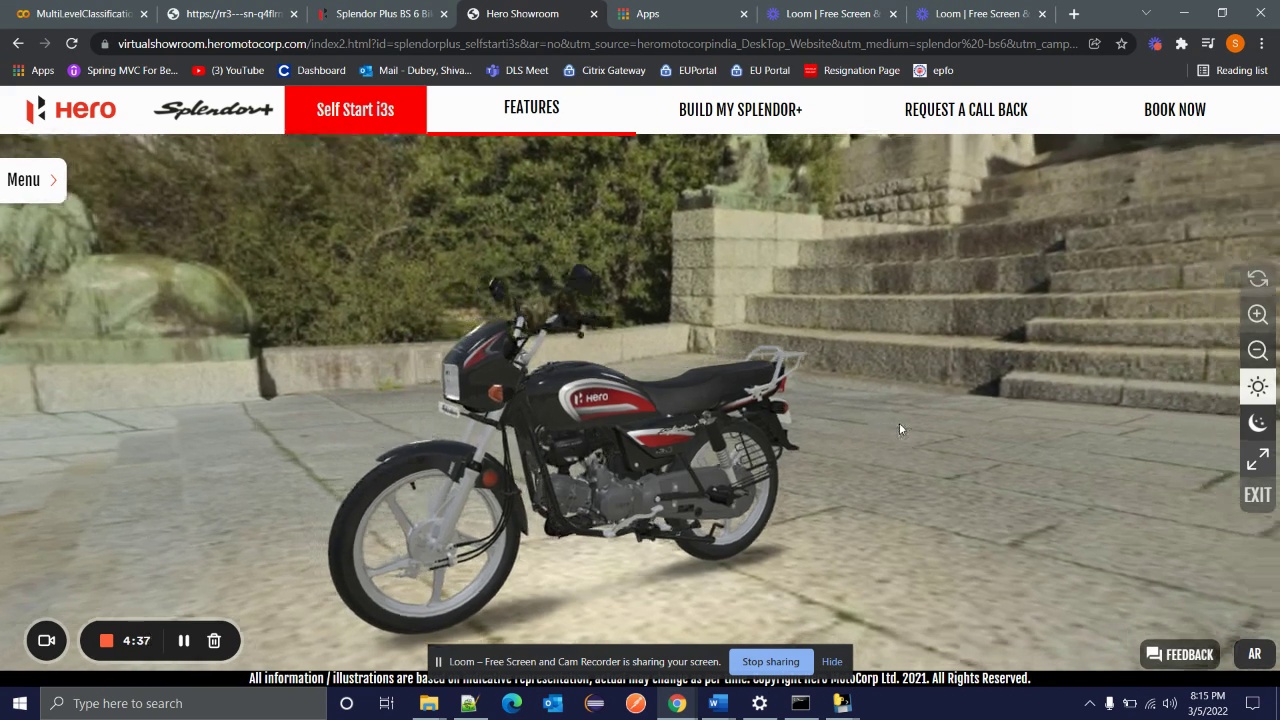 MultiLevelClassificatio
https://rr3---sn-q4flrn
Splendor Plus BS 6 Bik
Hero Showroom
Apps
Loom | Free Screen &
Loom | Free Screen &
virtualshowroom.heromotocorp.com/index2.html?id=splendorplus_selfstarti3s&ai=no&utm_source=heromotocorpindia_DeskTop_Website&utm_medium=splendor%20-bs6&utm_camp...
S
Apps
Spring MVC For Be...
(3) YouTube
Dashboard
Mail - Dubey, Shiva...
DLS Meet
Citrix Gateway
EUPortal
EU Portal
Resignation Page
epfo
Reading list
Hero
Splendor+
Self Start i3s
FEATURES
BUILD MY SPLENDOR+
REQUEST A CALL BACK
BOOK NOW
Menu
Hero
Splendor+
EXIT
4:37
Loom – Free Screen and Cam Recorder is sharing your screen.
Stop sharing
Hide
FEEDBACK
AR
All information / illustrations are based on indicative representation, actual may change as per time. Copyright Hero MotoCorp Ltd. 2021. All Rights Reserved.
Type here to search
8:15 PM
3/5/2022